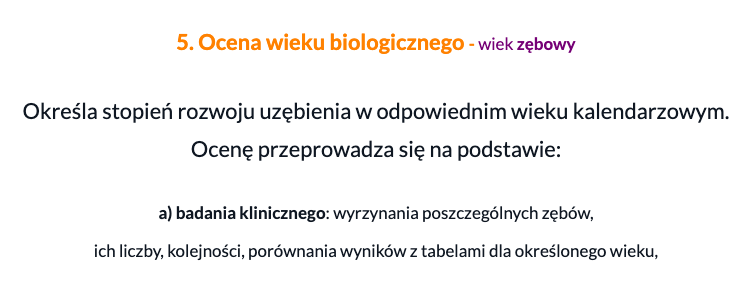 5. Ocena wieku biologicznego - wiek zębowy
Określa stopień rozwoju uzębienia w odpowiednim wieku kalendarzowym.
Ocenę przeprowadza się na podstawie:
a) badania klinicznego: wyrzynania poszczególnych zębów,
ich liczby, kolejności, porównania wyników z tabelami dla określonego wieku,